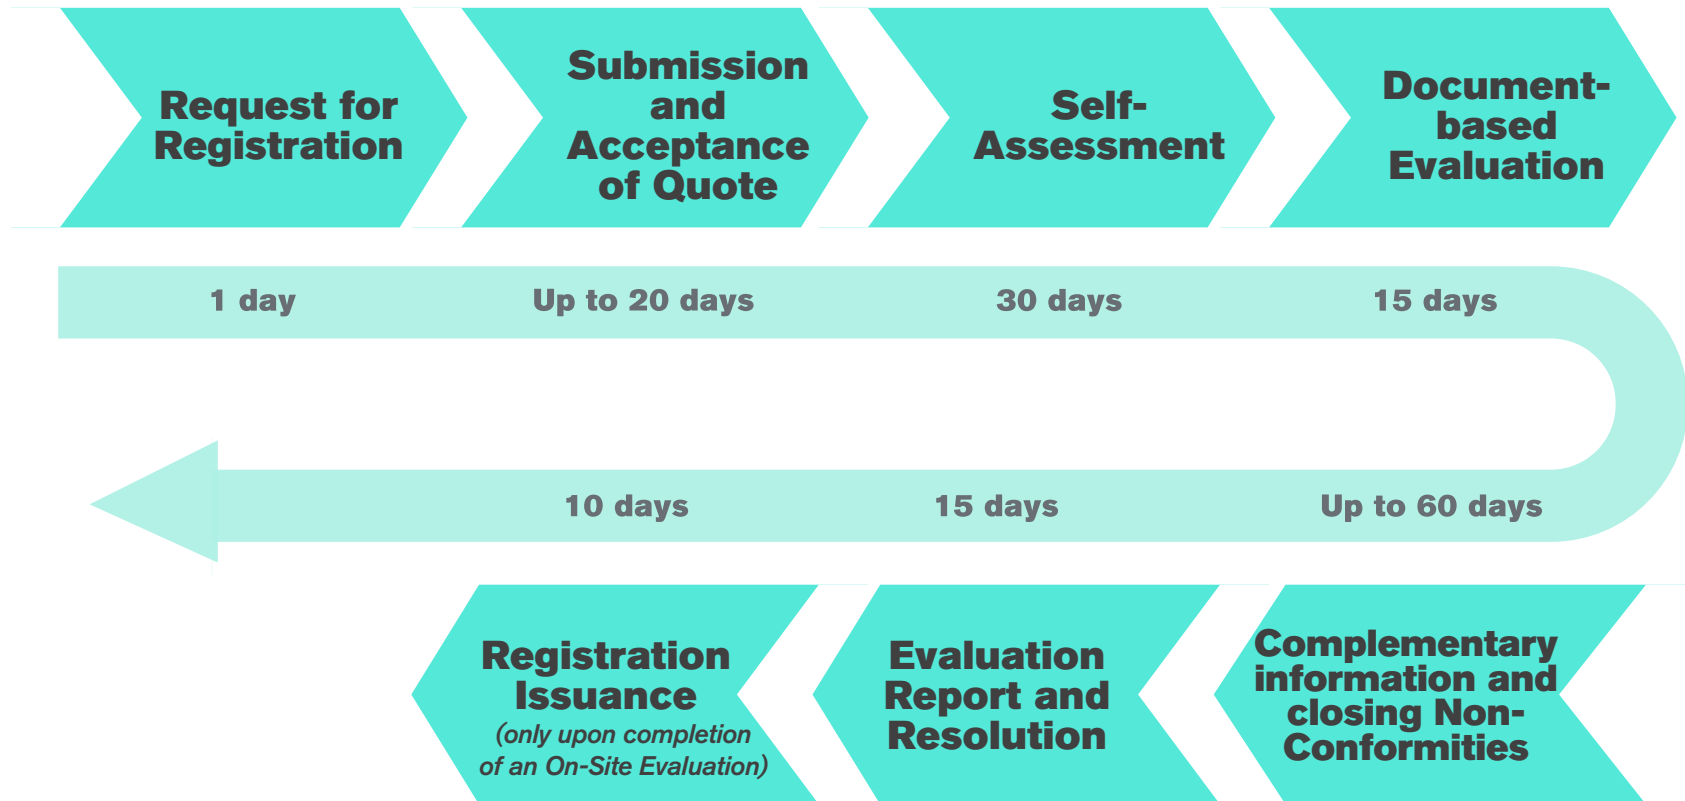 Request for
Registration
Submission
and
Acceptance
of Quote
Self-
Assessment
Document-
based
Evaluation
1 day
Up to 20 days
30 days
15 days
Up to 60 days
15 days
10 days
Complementary
information and
closing Non-
Conformities
Evaluation
Report and
Resolution
Registration
Issuance
(only upon completion
of an On-Site Evaluation)